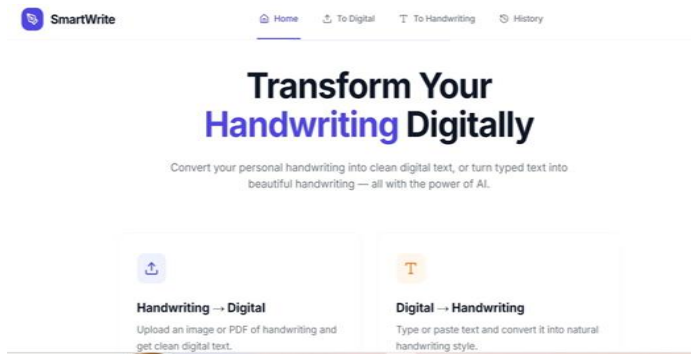 SmartWrite
Home To Digital To Handwriting History
Transform Your
Handwriting Digitally
Convert your personal handwriting into clean digital text, or turn typed text into
beautiful handwriting — all with the power of AI.
Handwriting → Digital
Upload an image or PDF of handwriting and
get clean digital text.
Digital → Handwriting
Type or paste text and convert it into natural
handwriting style.